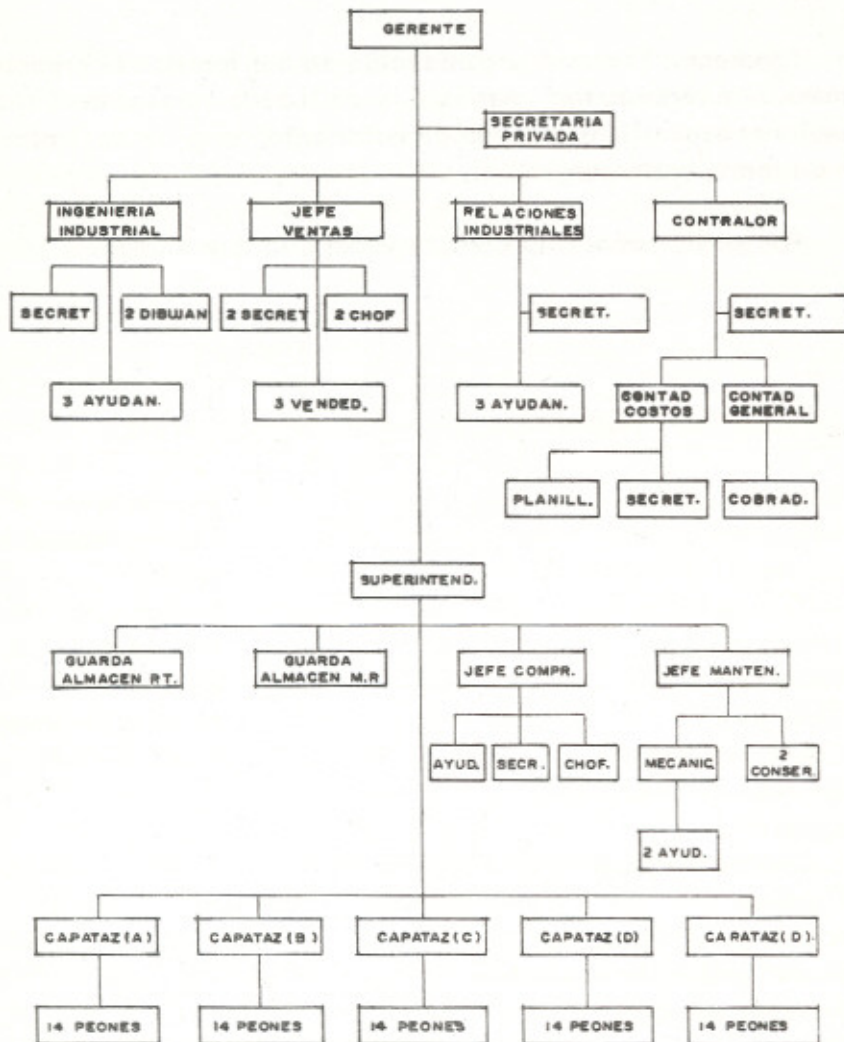 GERENTE
SECRETARIA
PRIVADA
INGENIERIA
INDUSTRIAL
JEFE
VENTAS
RELACIONES
INDUSTRIALES
CONTRALOR
SECRET
2 DIBUJAN
2 SECRET
2 CHOF
SECRET.
SECRET.
3 AYUDAN.
3 VENDED.
3 AYUDAN.
CONTAD
COSTOS
CONTAD
GENERAL
PLANILL.
SECRET.
COBRAD.
SUPERINTEND.
GUARDA
ALMACEN P.T.
GUARDA
ALMACEN M.P.
JEFE COMPR.
JEFE MANTEN.
AYUD.
SECR.
CHOF.
MECANIC.
2
CONSER.
2 AYUD.
CAPATAZ (A)
CAPATAZ (B)
CAPATAZ (C)
CAPATAZ (D)
CARATAZ (D).
14 PEONES
14 PEONES
14 PEONES
14 PEONES
14 PEONES